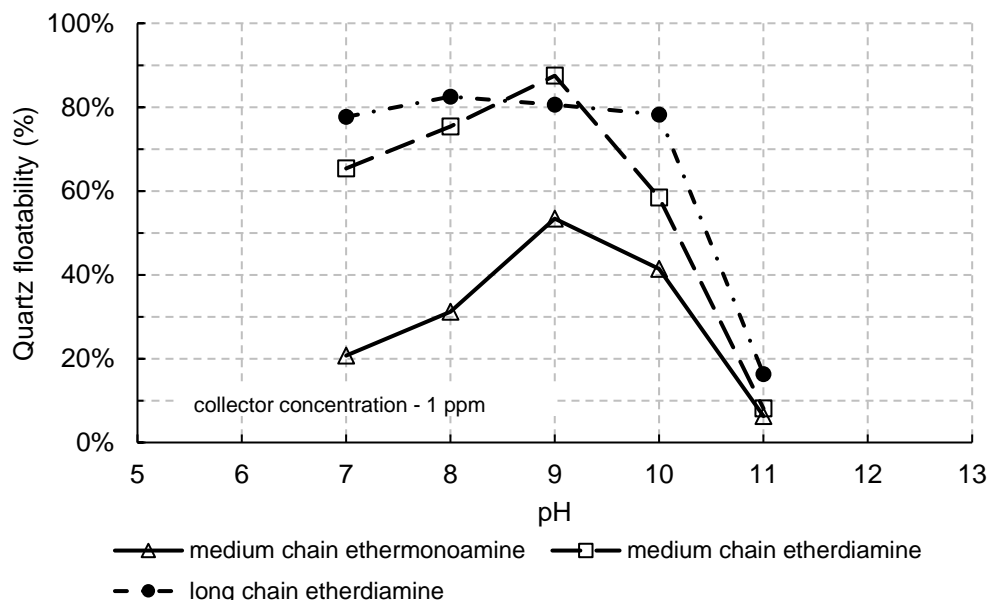 100%
80%
60%
40%
20%
0%
Quartz floatability (%)
collector concentration - 1 ppm
5 6 7 8 9 10 11 12 13
pH
medium chain ethermonoamine medium chain etherdiamine
long chain etherdiamine